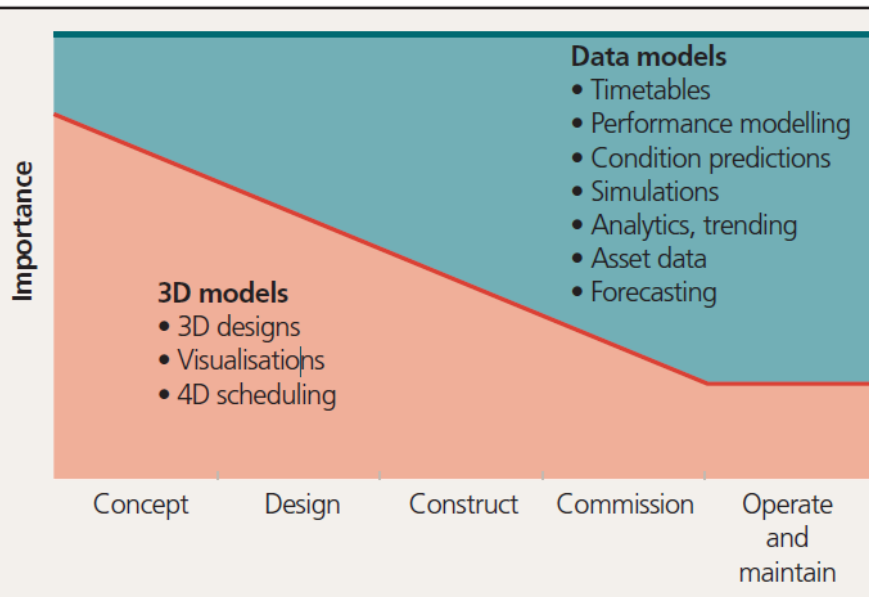 Data models
• Timetables
• Performance modelling
• Condition predictions
• Simulations
• Analytics, trending
• Asset data
• Forecasting
Importance
3D models
• 3D designs
• Visualisations
• 4D scheduling
Concept
Design
Construct
Commission
Operate
and
maintain